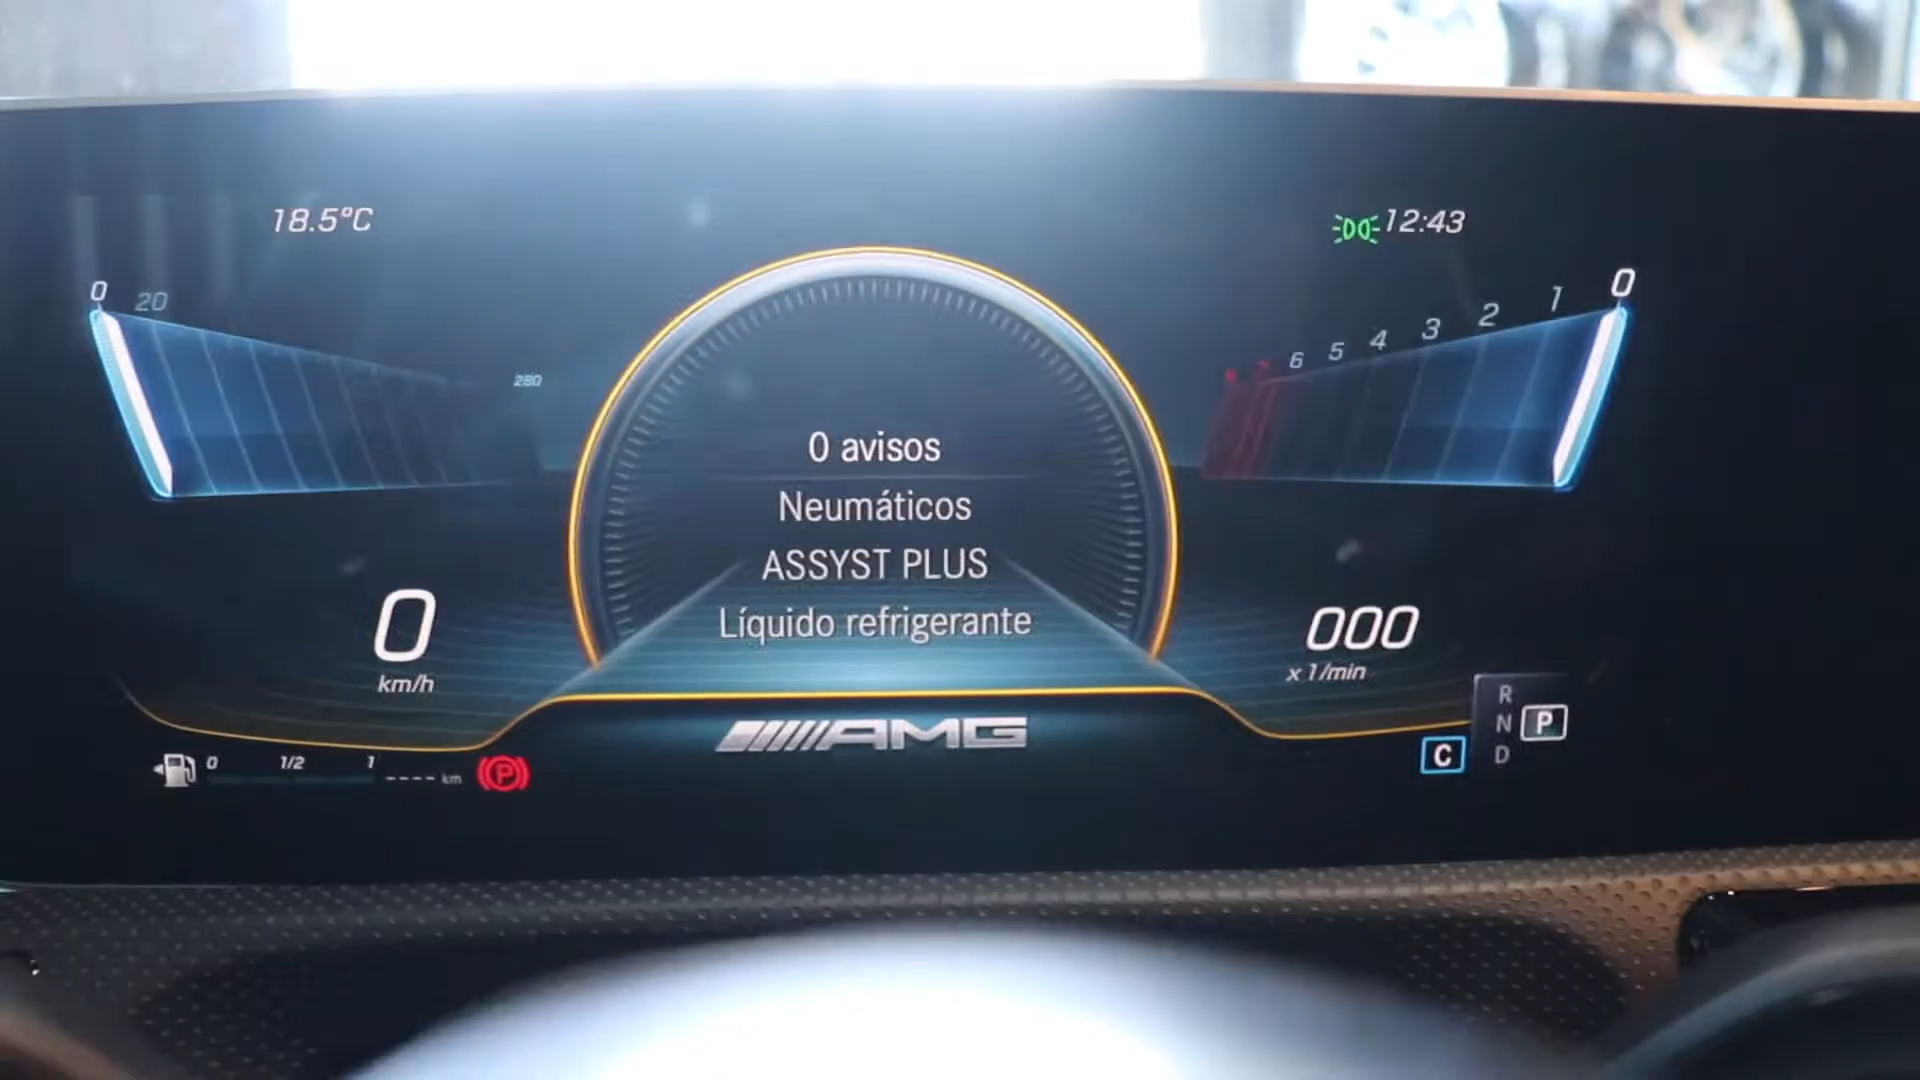 18.5°C
12:43
0 20 280
7 6 5 4 3 2 1 0
0 avisos
Neumáticos
ASSYST PLUS
Líquido refrigerante
0
km/h
000
x 1/min
R
N P
D
C
AMG
0 1/2 1 ---- km
P